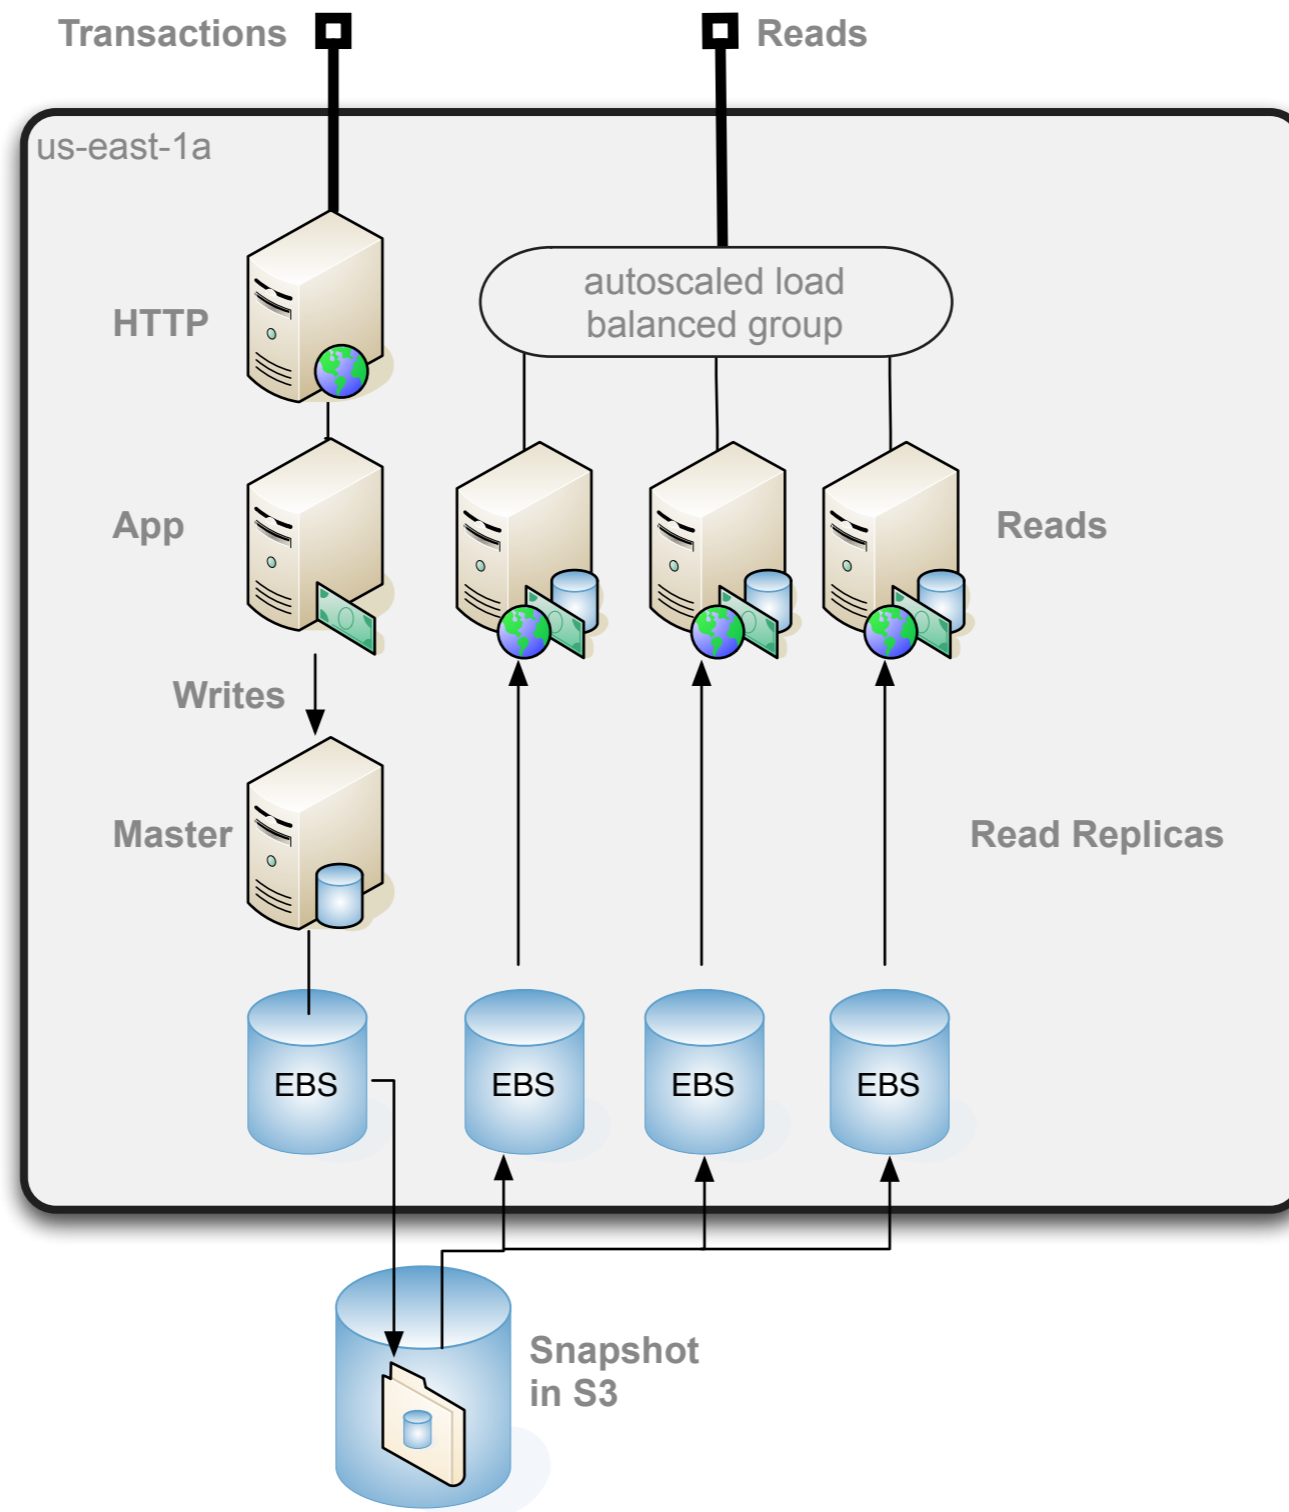 Transactions
Reads
us-east-1a
autoscaled load
balanced group
HTTP
App
Reads
Writes
Master
Read Replicas
EBS
EBS
EBS
EBS
Snapshot
in S3